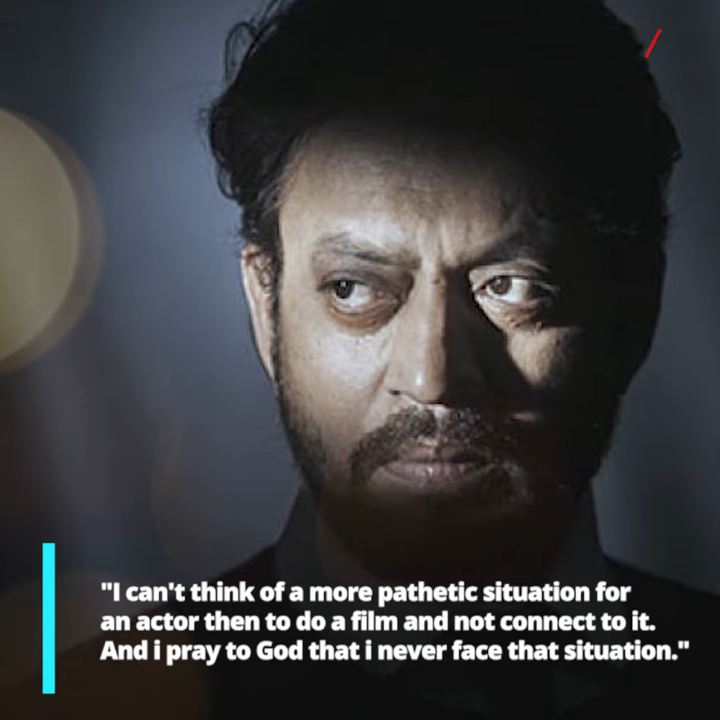 "I can't think of a more pathetic situation for
an actor then to do a film and not connect to it.
And i pray to God that i never face that situation."